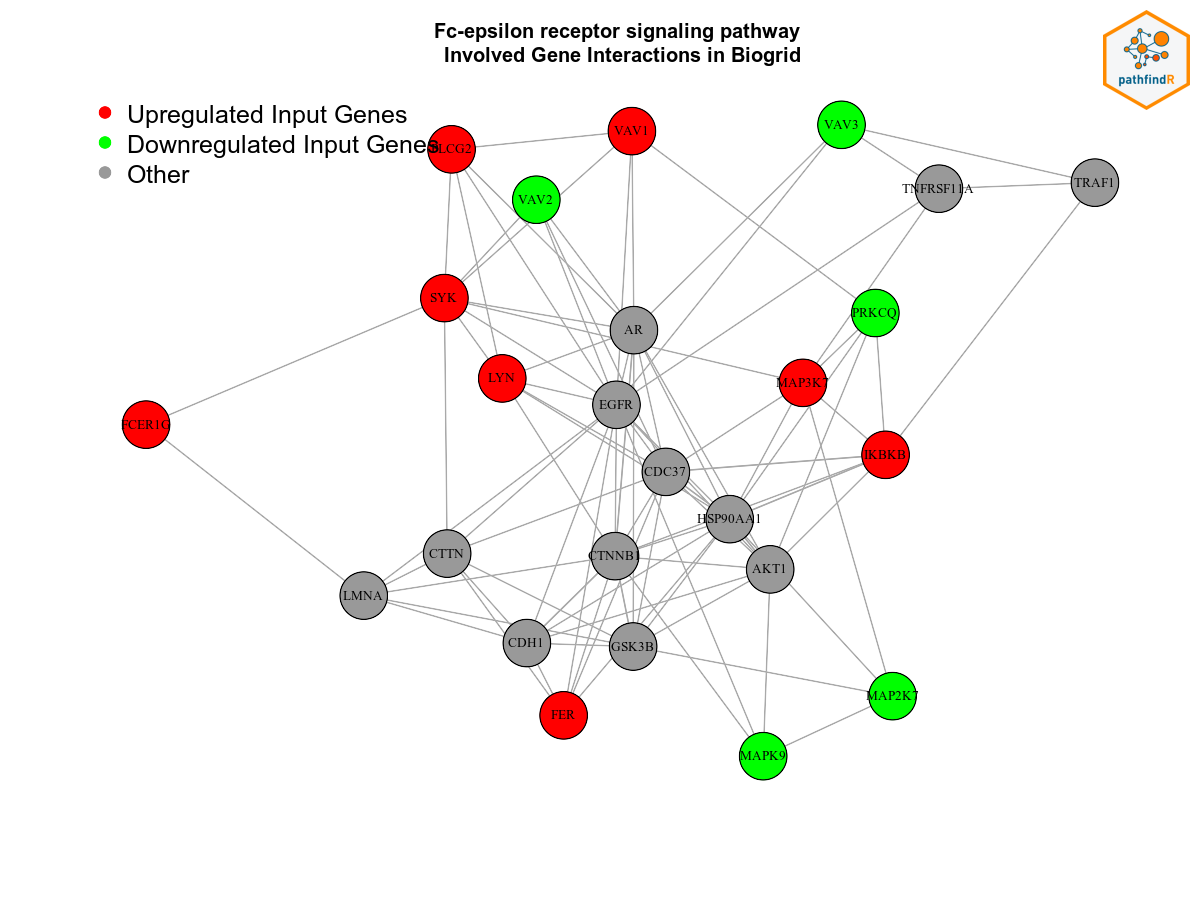 Fc-epsilon receptor signaling pathway
Involved Gene Interactions in Biogrid
pathfindR
Upregulated Input Genes
Downregulated Input Genes
Other
VAV1
VAV3
PLCG2
TNFRSF11A
TRAF1
VAV2
SYK
PRKCQ
AR
LYN
MAP3K7
EGFR
FCER1G
IKBKB
CDC37
HSP90AA1
CTTN
CTNNB1
AKT1
LMNA
CDH1
GSK3B
MAP2K7
FER
MAPK9